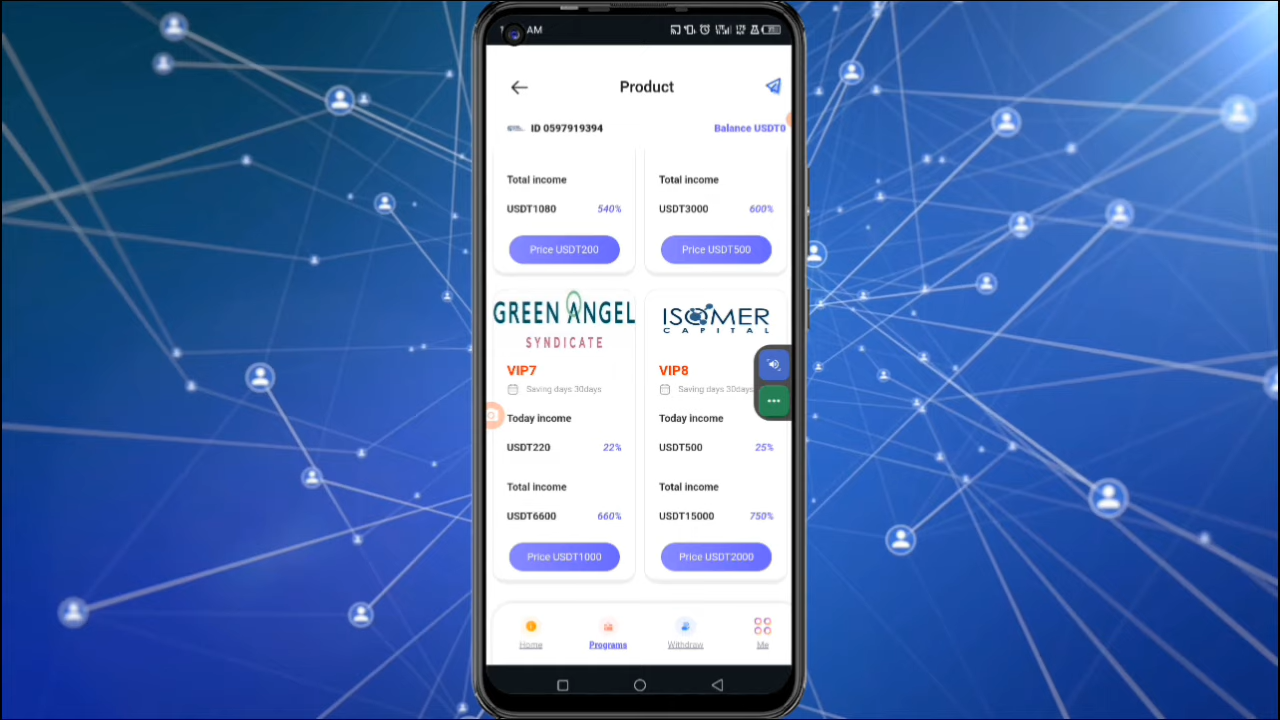 AM
Product
ID 0597919394
Balance USDT0
Total income
Total income
USDT1080 540%
USDT3000 600%
Price USDT200
Price USDT500
GREEN ANGEL
SYNDICATE
ISOMER
CAPITAL
VIP7
VIP8
Saving days 30days
Saving days 30days
Today income
Today income
USDT220 22%
USDT500 25%
Total income
Total income
USDT6600 660%
USDT15000 750%
Price USDT1000
Price USDT2000
Home
Programs
Withdraw
Me